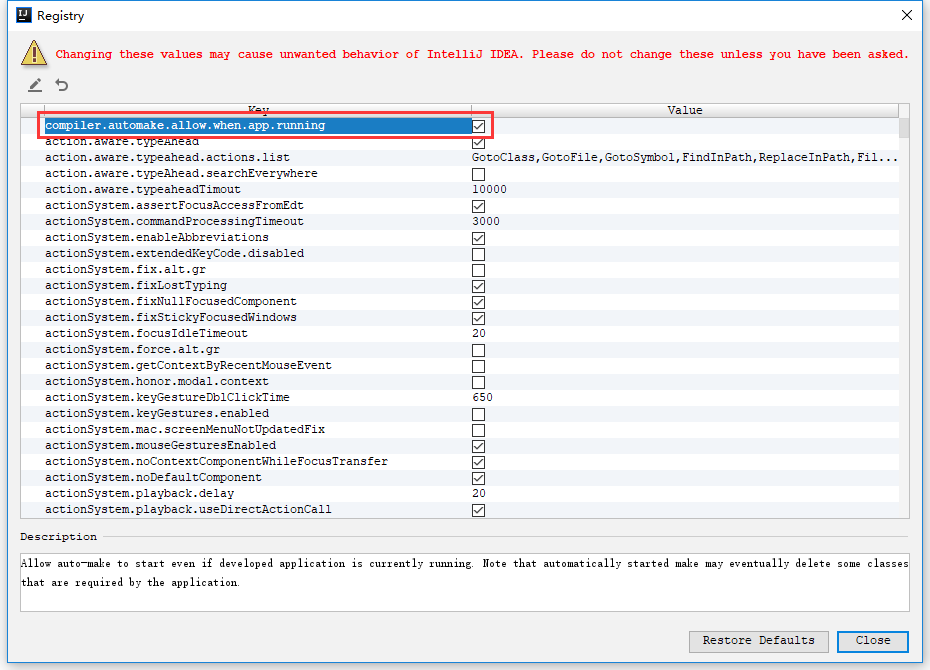 IJ Registry
Changing these values may cause unwanted behavior of IntelliJ IDEA. Please do not change these unless you have been asked.
Key Value
compiler.automake.allow.when.app.running
action.aware.typeAhead
action.aware.typeahead.actions.list GotoClass,GotoFile,GotoSymbol,FindInPath,ReplaceInPath,Fil...
action.aware.typeAhead.searchEverywhere
action.aware.typeaheadTimout 10000
actionSystem.assertFocusAccessFromEdt
actionSystem.commandProcessingTimeout 3000
actionSystem.enableAbbreviations
actionSystem.extendedKeyCode.disabled
actionSystem.fix.alt.gr
actionSystem.fixLostTyping
actionSystem.fixNullFocusedComponent
actionSystem.fixStickyFocusedWindows
actionSystem.focusIdleTimeout 20
actionSystem.force.alt.gr
actionSystem.getContextByRecentMouseEvent
actionSystem.honor.modal.context
actionSystem.keyGestureDblClickTime 650
actionSystem.keyGestures.enabled
actionSystem.mac.screenMenuNotUpdatedFix
actionSystem.mouseGesturesEnabled
actionSystem.noContextComponentWhileFocusTransfer
actionSystem.noDefaultComponent
actionSystem.playback.delay 20
actionSystem.playback.useDirectActionCall
Description
Allow auto-make to start even if developed application is currently running. Note that automatically started make may eventually delete some classes
that are required by the application.
Restore Defaults Close